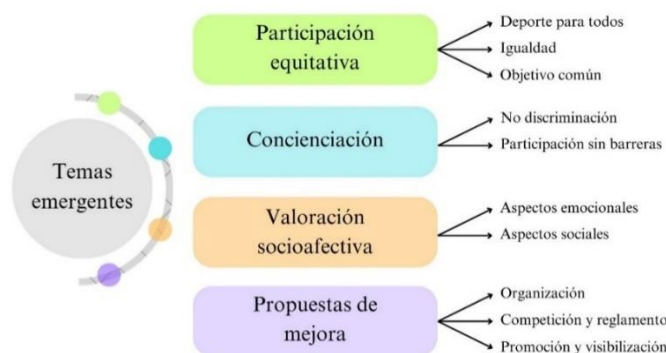 Temas
emergentes
Participación
equitativa
Deporte para todos
Igualdad
Objetivo común
Concienciación
No discriminación
Participación sin barreras
Valoración
socioafectiva
Aspectos emocionales
Aspectos sociales
Propuestas de
mejora
Organización
Competición y reglamento
Promoción y visibilización